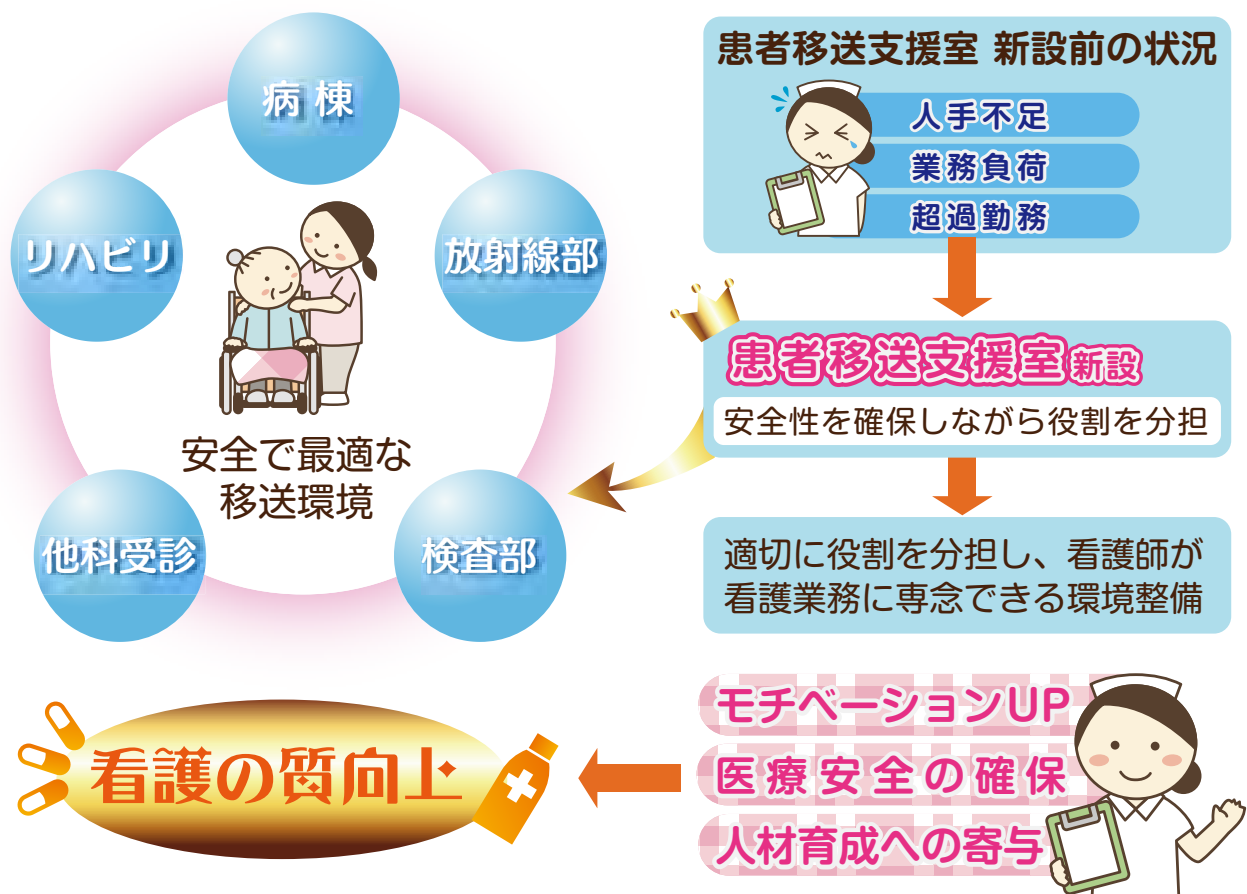 病棟
リハビリ
放射線部
安全で最適な
移送環境
他科受診
検査部
患者移送支援室 新設前の状況
人手不足
業務負荷
超過勤務
患者移送支援室 新設
安全性を確保しながら役割を分担
適切に役割を分担し、看護師が
看護業務に専念できる環境整備
モチベーションUP
医療安全の確保
人材育成への寄与
看護の質向上